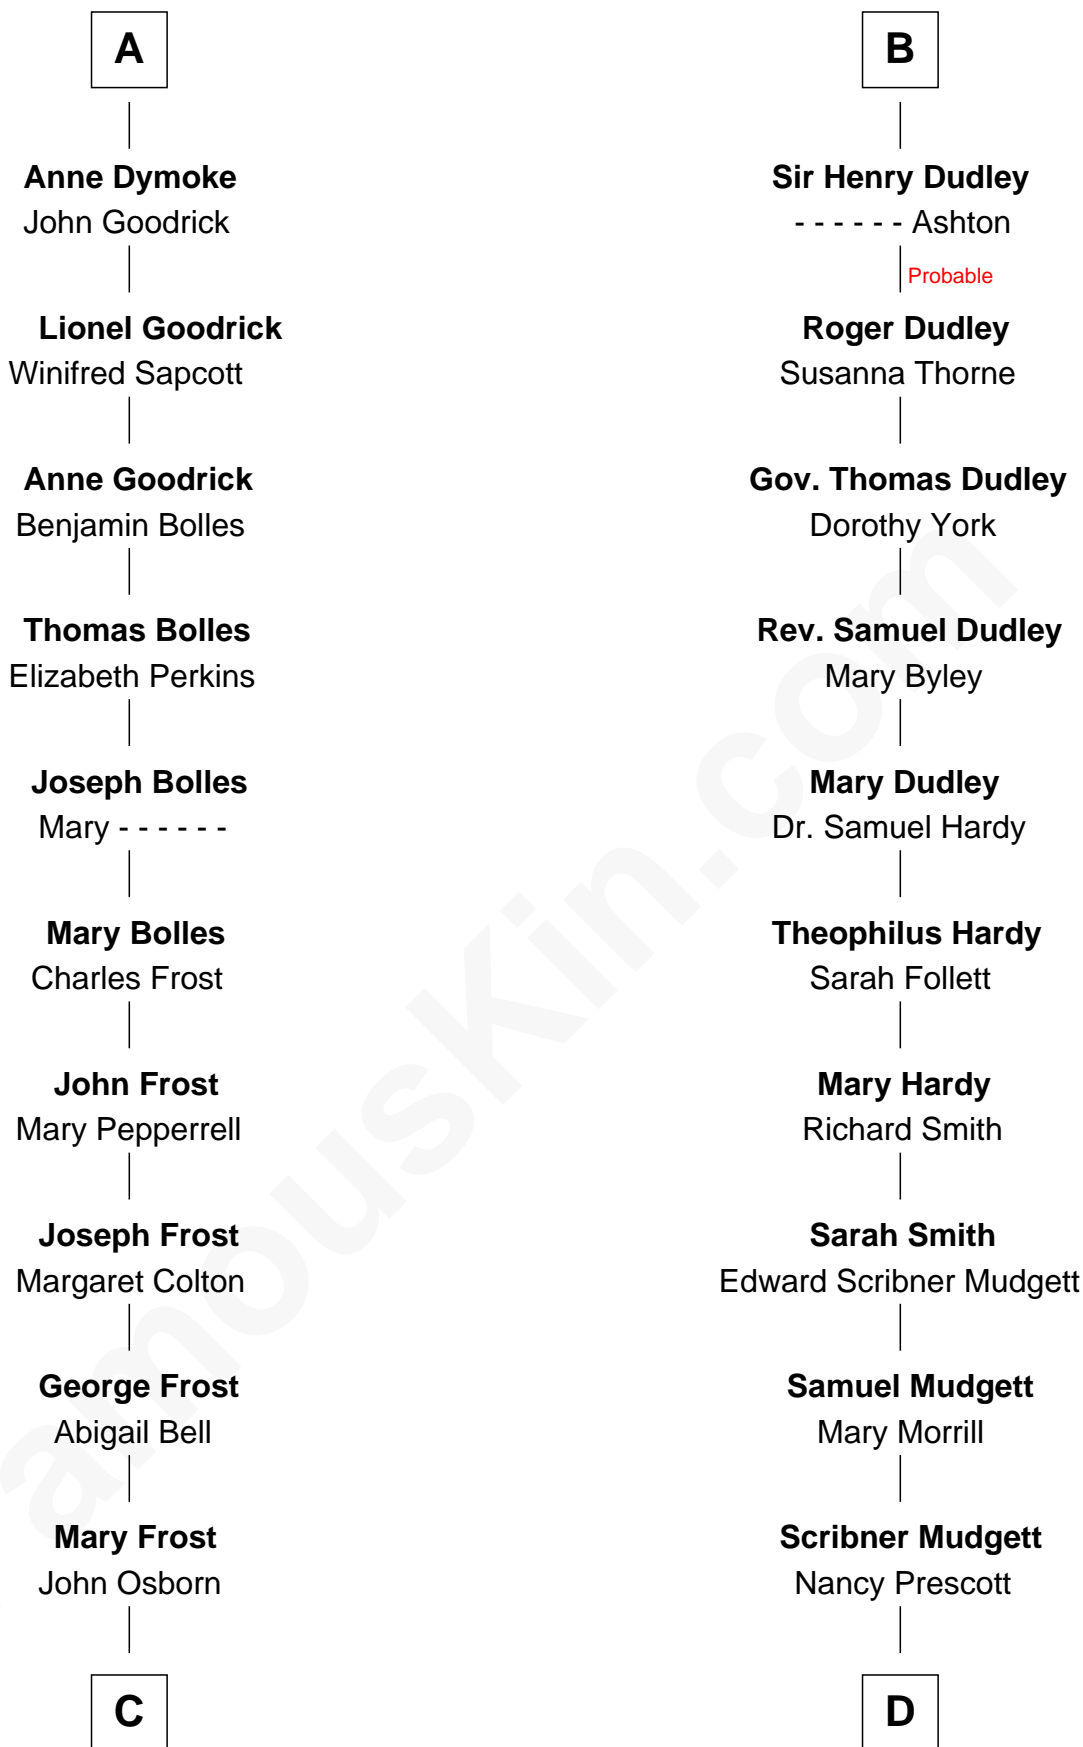 A
Anne Dymoke
John Goodrick
Lionel Goodrick
Winifred Sapcott
Anne Goodrick
Benjamin Bolles
Thomas Bolles
Elizabeth Perkins
Joseph Bolles
Mary - - - - - -
Mary Bolles
Charles Frost
John Frost
Mary Pepperrell
Joseph Frost
Margaret Colton
George Frost
Abigail Bell
Mary Frost
John Osborn
C
B
Sir Henry Dudley
- - - - - - Ashton
Probable
Roger Dudley
Susanna Thorne
Gov. Thomas Dudley
Dorothy York
Rev. Samuel Dudley
Mary Byley
Mary Dudley
Dr. Samuel Hardy
Theophilus Hardy
Sarah Follett
Mary Hardy
Richard Smith
Sarah Smith
Edward Scribner Mudgett
Samuel Mudgett
Mary Morrill
Scribner Mudgett
Nancy Prescott
D
amouskin.com